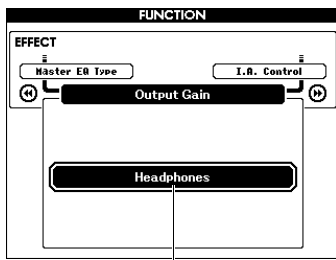 FUNCTION
EFFECT
Master EQ Type
I.A. Control
Output Gain
Headphones